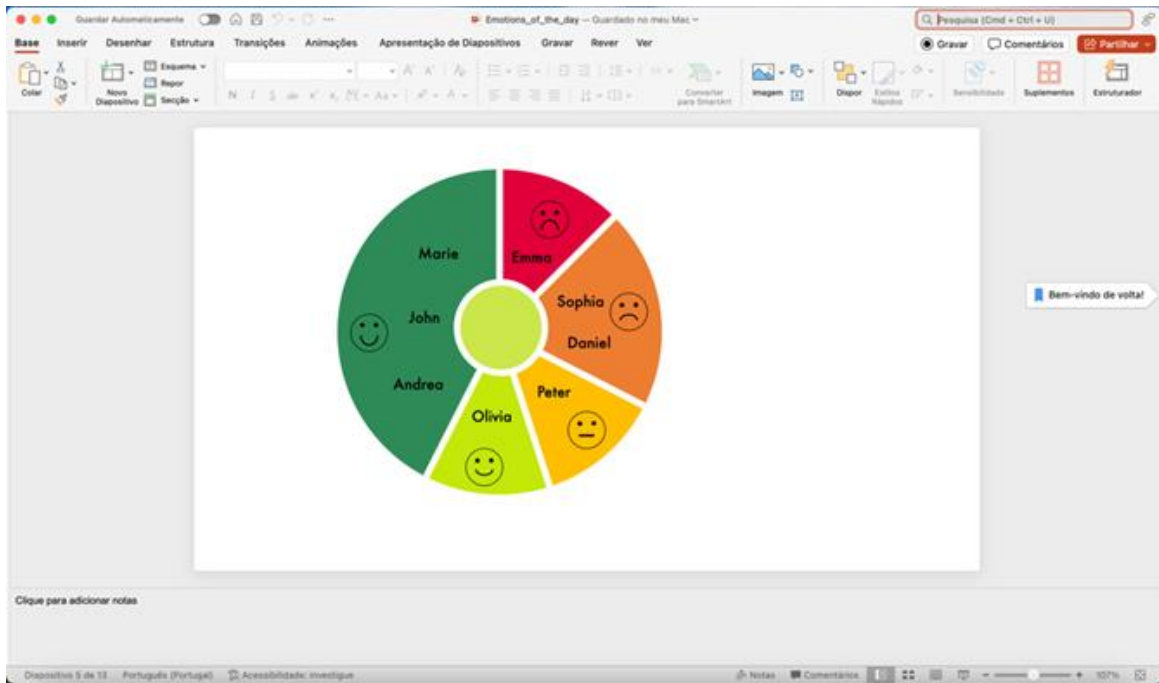 Guardar Automaticamente
Emotions_of_the_day — Guardado no meu Mac
Pesquisa (Cmd + Ctrl + U)
Base Inserir Desenhar Estrutura Transições Animações Apresentação de Diapositivos Gravar Rever Ver
Gravar Comentários Partilhar
Colar
Novo Diapositivo
Esquema
Repor
Secção
N I S
Converter para SmartArt
Imagem
Dispor
Estilos Rápidos
Sensibilidade
Suplementos
Estruturador
Marie
Emma
Sophia
John
Daniel
Andrea
Peter
Olivia
Bem-vindo de volta!
Clique para adicionar notas
Diapositivo 5 de 13 Português (Portugal) Acessibilidade: Investigue
Notas Comentários 107%